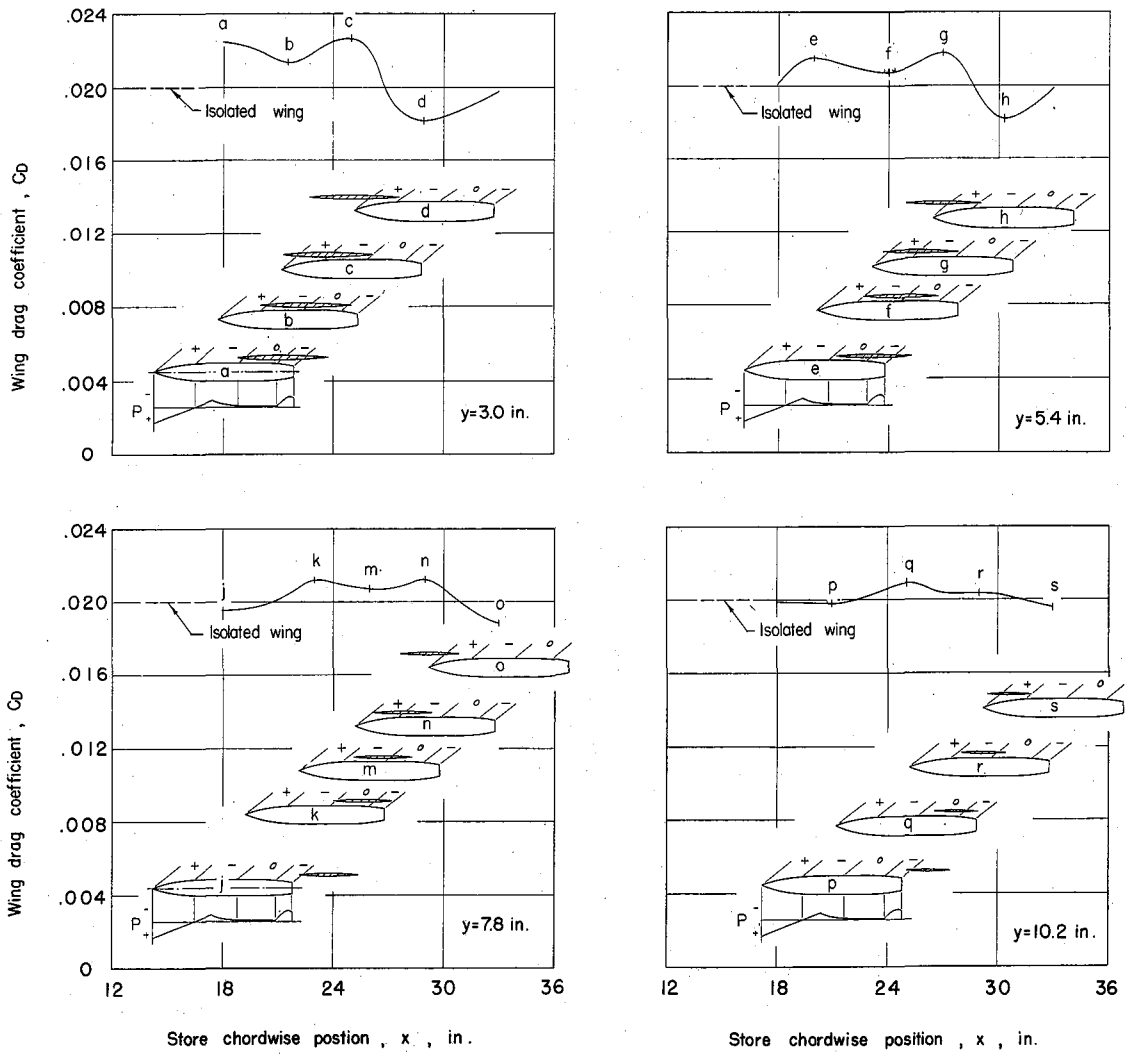 .024
.020
.016
.012
.008
.004
0
Wing drag coefficient , CD
a
b
c
d
Isolated wing
+ - o -
d
+ - o -
c
+ - o -
b
+ - o -
a
P - +
y=3.0 in.
e
f
g
h
Isolated wing
+ - o -
h
+ - o -
g
+ - o -
f
+ - o -
e
P - +
y=5.4 in.
.024
.020
.016
.012
.008
.004
0
Wing drag coefficient , CD
j
k
m
n
o
Isolated wing
+ - o
o
+ - o -
n
+ - o -
m
+ - o -
k
+ - o -
j
P - +
y=7.8 in.
12 18 24 30 36
Store chordwise postion , x , in.
p
q
r
s
Isolated wing
+ - o
s
+ - o -
r
+ - o -
q
+ - o -
p
P - +
y=10.2 in.
12 18 24 30 36
Store chordwise position , x , in.